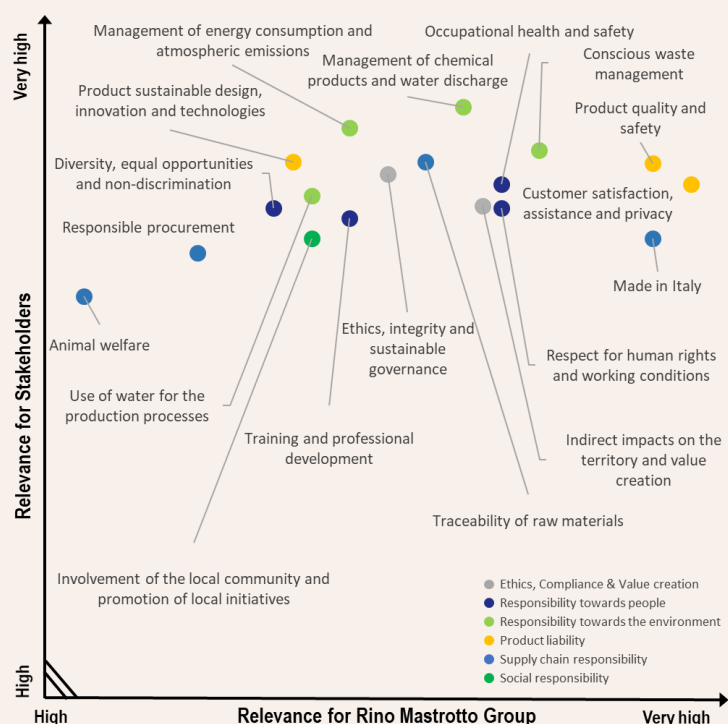 Very high
Relevance for Stakeholders
High
Management of energy consumption and
atmospheric emissions
Occupational health and safety
Management of chemical
products and water discharge
Conscious waste
management
Product sustainable design,
innovation and technologies
Product quality and
safety
Diversity, equal opportunities
and non-discrimination
Customer satisfaction,
assistance and privacy
Responsible procurement
Made in Italy
Animal welfare
Ethics, integrity and
sustainable
governance
Respect for human rights
and working conditions
Use of water for the
production processes
Training and professional
development
Indirect impacts on the
territory and value
creation
Traceability of raw materials
Involvement of the local community and
promotion of local initiatives
Ethics, Compliance & Value creation
Responsibility towards people
Responsibility towards the environment
Product liability
Supply chain responsibility
Social responsibility
High
Relevance for Rino Mastrotto Group
Very high